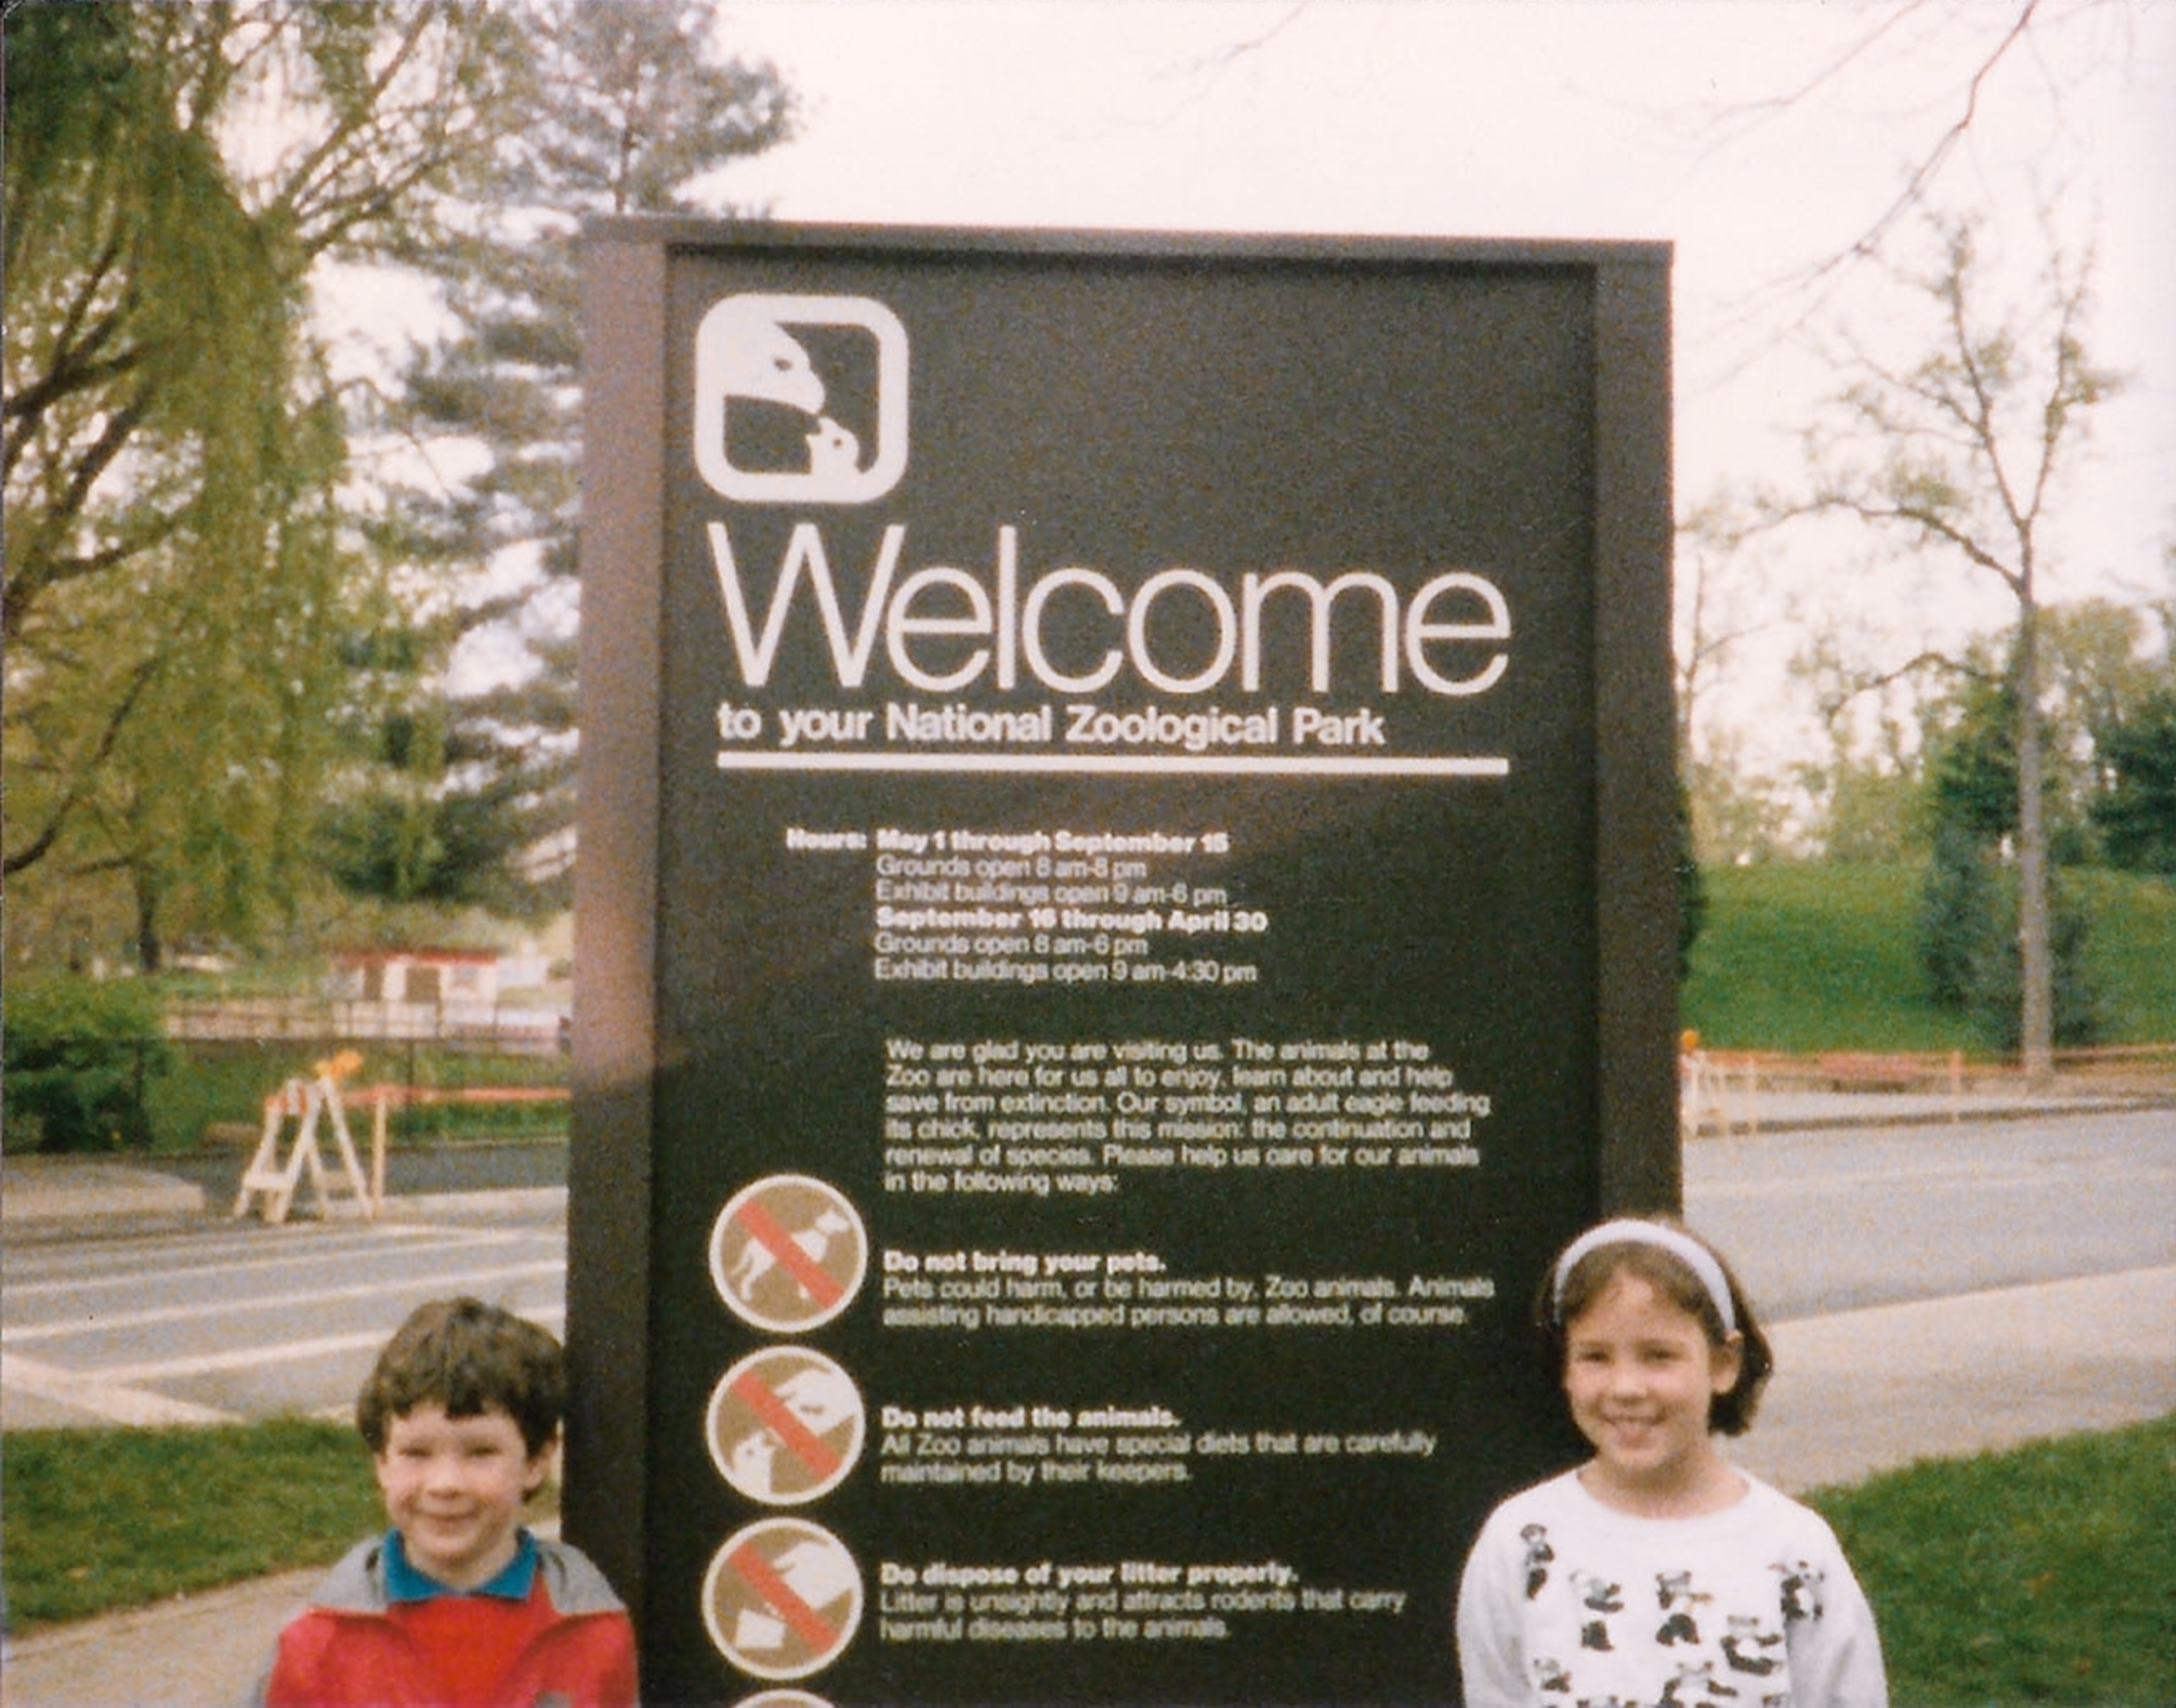 Welcome
to your National Zoological Park
Hours: May 1 through September 15
Grounds open 8 am-8 pm
Exhibit buildings open 9 am-6 pm
September 16 through April 30
Grounds open 8 am-6 pm
Exhibit buildings open 9 am-4:30 pm
We are glad you are visiting us. The animals at the
Zoo are here for us all to enjoy, learn about and help
save from extinction. Our symbol, an adult eagle feeding
its chick, represents this mission: the continuation and
renewal of species. Please help us care for our animals
in the following ways:
Do not bring your pets.
Pets could harm, or be harmed by, Zoo animals. Animals
assisting handicapped persons are allowed, of course.
Do not feed the animals.
All Zoo animals have special diets that are carefully
maintained by their keepers.
Do dispose of your litter properly.
Litter is unsightly and attracts rodents that carry
harmful diseases to the animals.